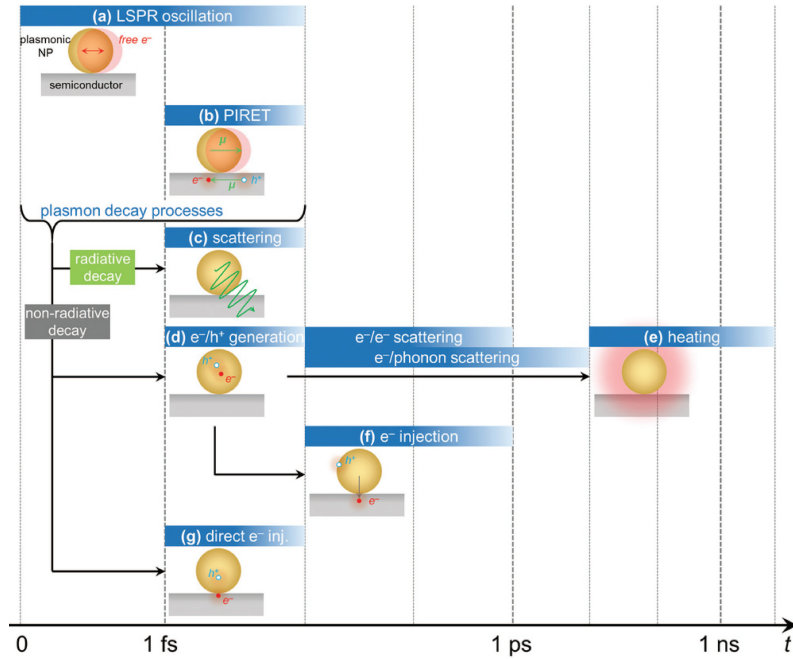 (a) LSPR oscillation
plasmonic
NP
free e⁻
semiconductor
(b) PIRET
μ
e⁻
μ
h⁺
plasmon decay processes
(c) scattering
radiative
decay
non-radiative
decay
(d) e⁻/h⁺ generation
e⁻/e⁻ scattering
(e) heating
e⁻/phonon scattering
h⁺
e⁻
(f) e⁻ injection
h⁺
e⁻
(g) direct e⁻ inj.
h⁺
e⁻
0
1 fs
1 ps
1 ns
t